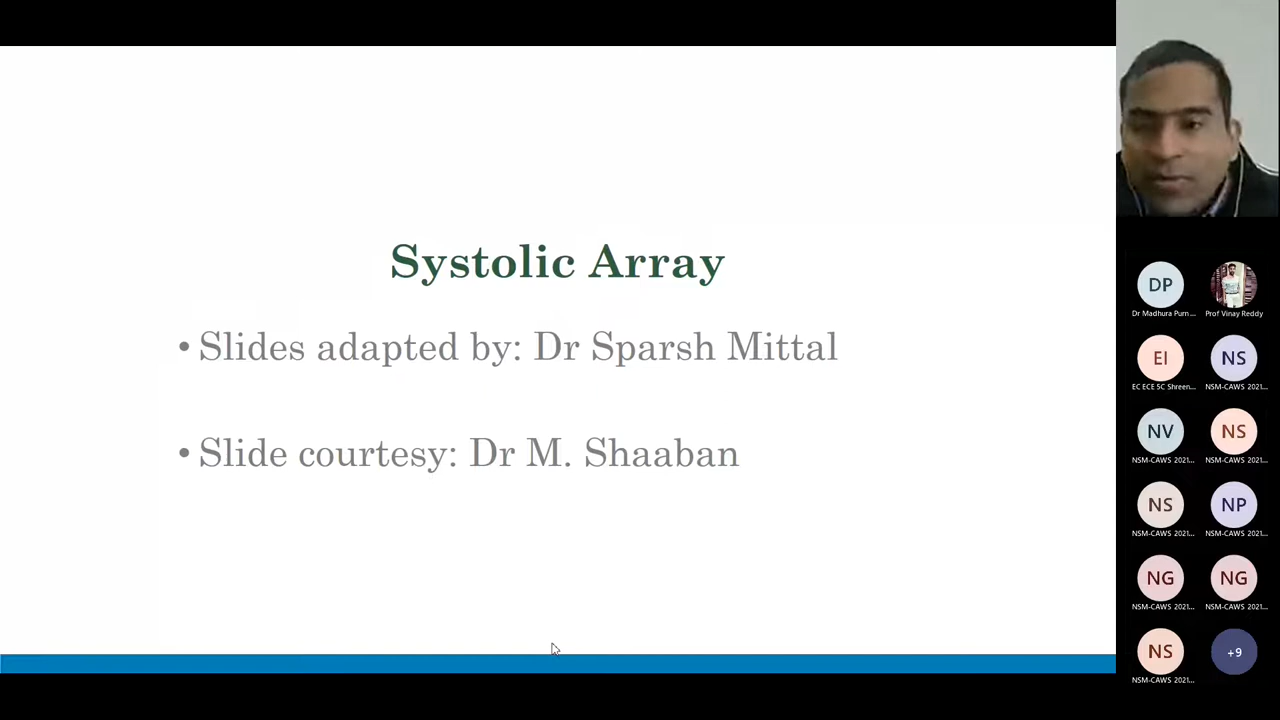 Systolic Array
• Slides adapted by: Dr Sparsh Mittal
• Slide courtesy: Dr M. Shaaban
DP
Dr Madhura Purn...
Prof Vinay Reddy
EI
EC ECE SC Shreen...
NS
NSM-CAWS 2021...
NV
NSM-CAWS 2021...
NS
NSM-CAWS 2021...
NS
NSM-CAWS 2021...
NP
NSM-CAWS 2021...
NG
NSM-CAWS 2021...
NG
NSM-CAWS 2021...
NS
NSM-CAWS 2021...
+9